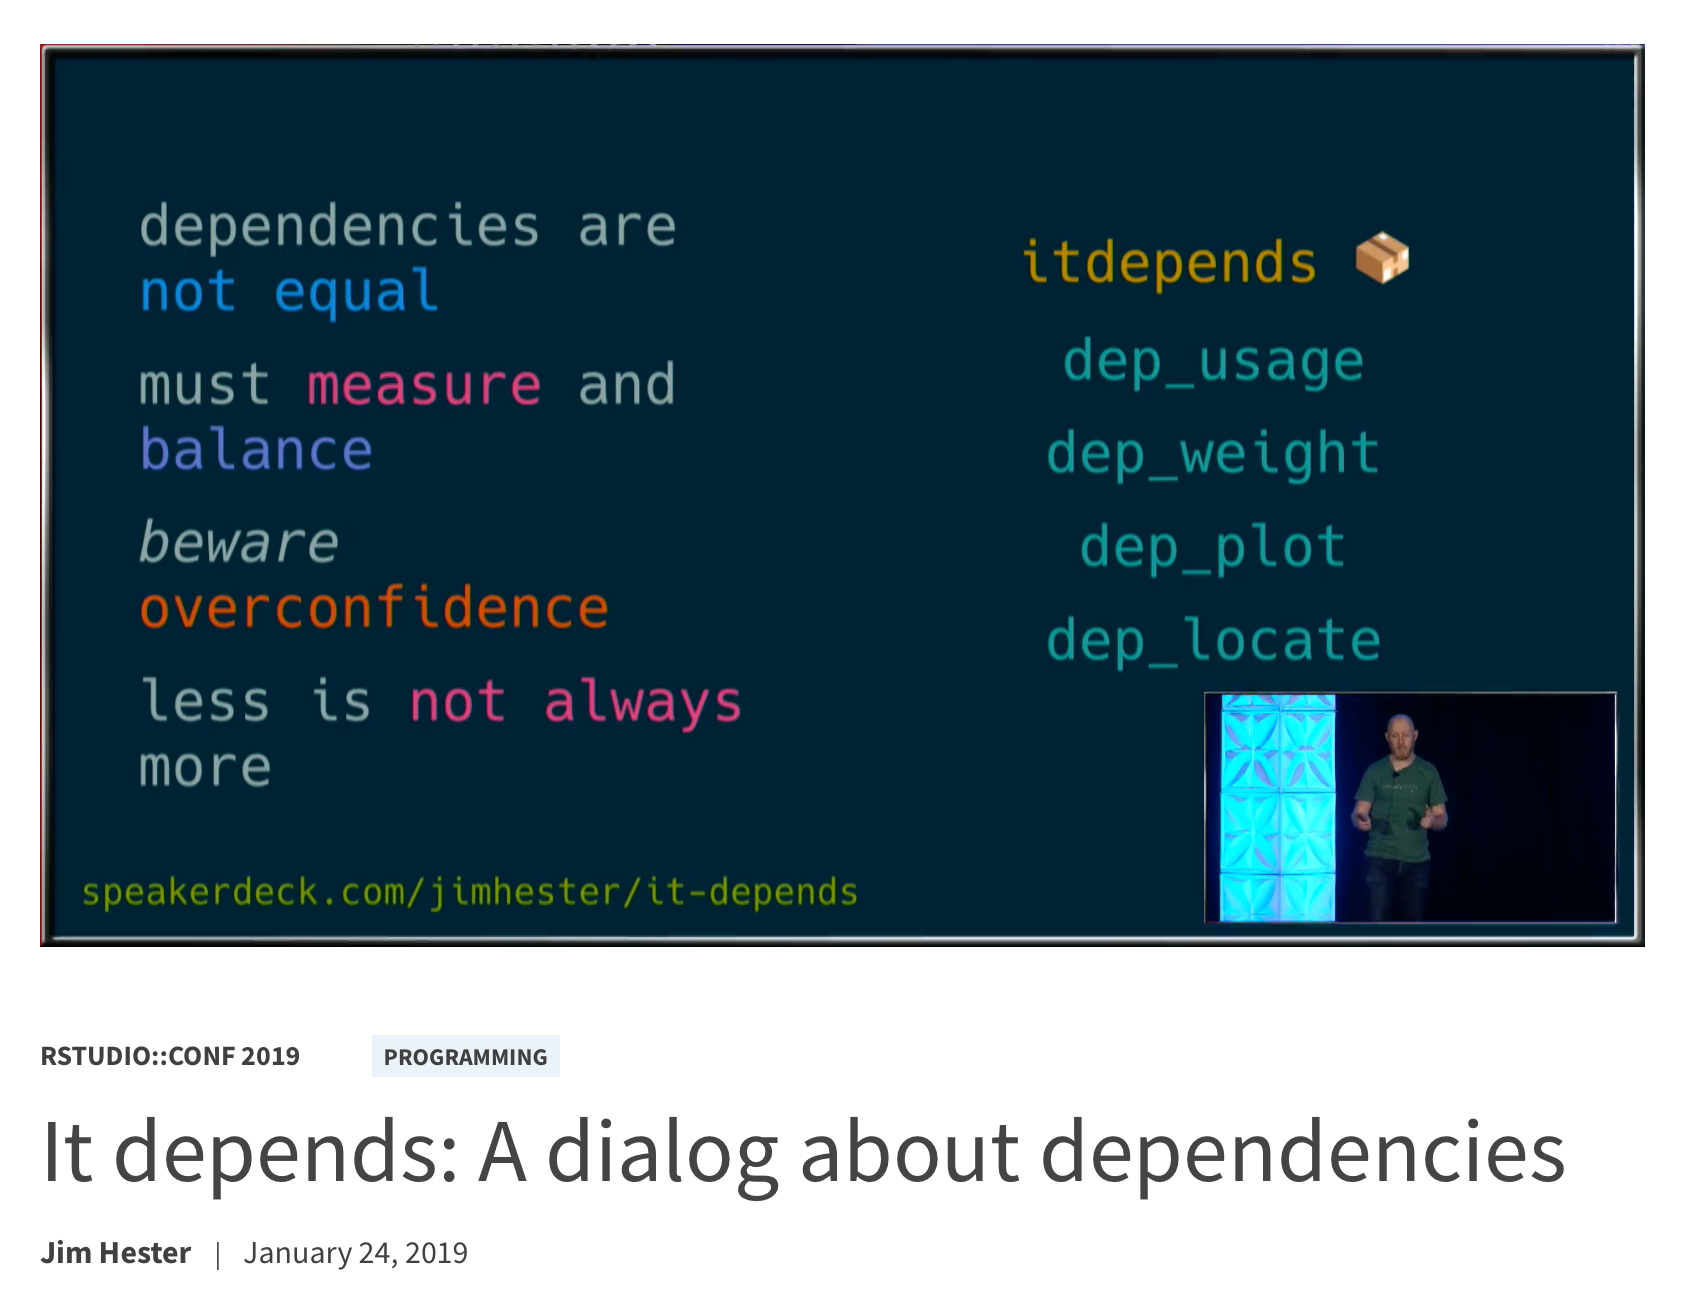 dependencies are
not equal
must measure and
balance
beware
overconfidence
less is not always
more
itdepends
dep_usage
dep_weight
dep_plot
dep_locate
speakerdeck.com/jimhester/it-depends
RSTUDIO::CONF 2019
PROGRAMMING
It depends: A dialog about dependencies
Jim Hester | January 24, 2019